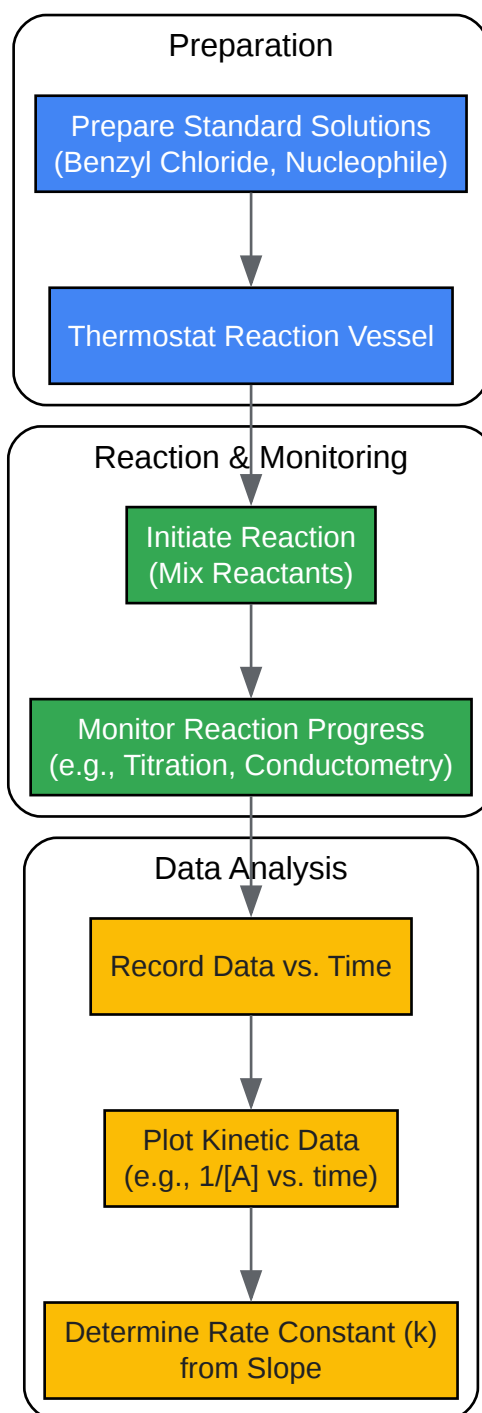 Preparation
Prepare Standard Solutions
(Benzyl Chloride, Nucleophile)
Thermostat Reaction Vessel
Reaction & Monitoring
Initiate Reaction
(Mix Reactants)
Monitor Reaction Progress
(e.g., Titration, Conductometry)
Data Analysis
Record Data vs. Time
Plot Kinetic Data
(e.g., 1/[A] vs. time)
Determine Rate Constant (k)
from Slope